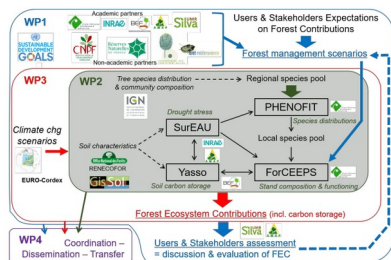 WP1
Academic partners
INRAE
Silva
Non-academic partners
SUSTAINABLE
DEVELOPMENT
GOALS
CNPF
Users & Stakeholders Expectations
on Forest Contributions
Forest management scenarios
WP3
WP2
Tree species distribution
& community composition
Regional species pool
IGN
PHENOFIT
Species distributions
Drought stress
SurEAU
INRAE
Local species pool
Climate chg
scenarios
EURO-Cordex
Soil characteristics
RENECOFOR
GisSol
Yasso
Soil carbon storage
ForCEEPS
Stand composition & functioning
Forest Ecosystem Contributions (incl. carbon storage)
WP4
Coordination –
Dissemination – Transfer
Users & Stakeholders assessment
= discussion & evaluation of FEC
Silva